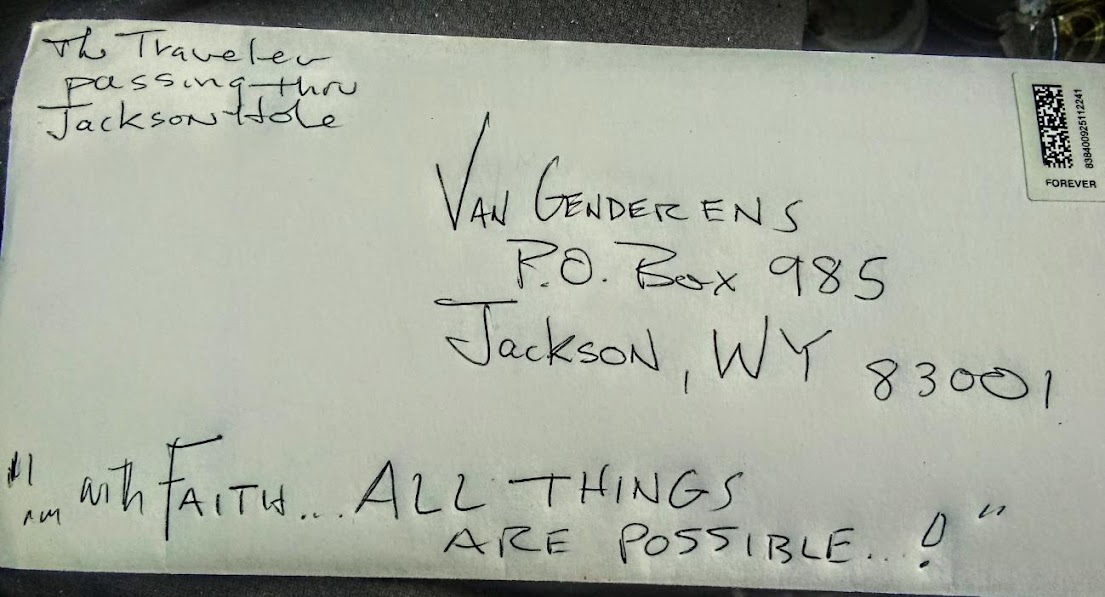 The Traveler
passing thru
Jackson Hole
838400925112241
FOREVER
VAN GENDERENS
P.O. Box 985
Jackson, WY 83001
" with FAITH... ALL THINGS
ARE POSSIBLE...! "